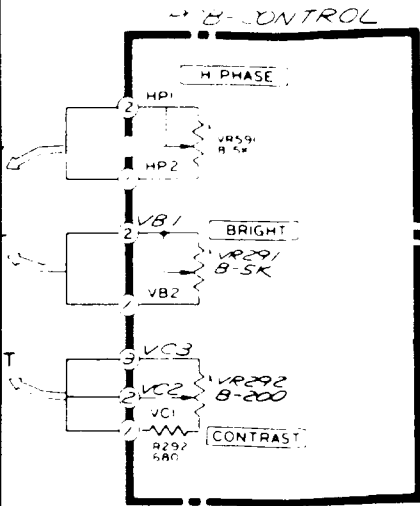 B-CONTROL
H PHASE
2 HP1
VR591
B-5K
HP2
2 VB1
BRIGHT
VR291
B-5K
1 VB2
T
3 VC3
2 VC2
VR292
B-200
1 VC1
R292
680
CONTRAST